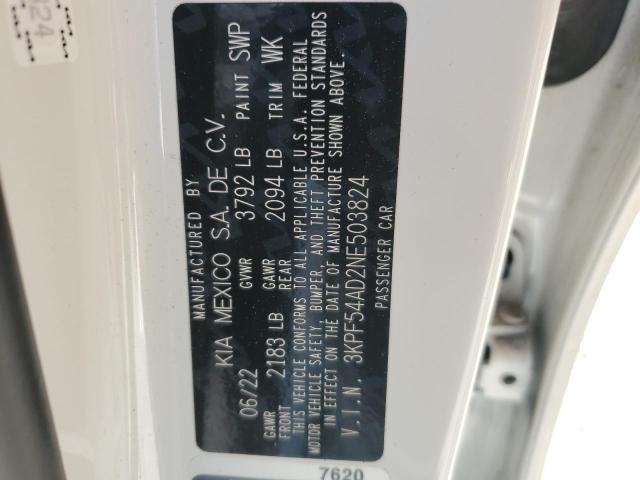 MANUFACTURED BY
KIA MEXICO S.A. DE C.V.
06/22 GVWR 3792 LB PAINT SWP
GAWR FRONT 2183 LB GAWR REAR 2094 LB TRIM WK
THIS VEHICLE CONFORMS TO ALL APPLICABLE U.S.A. FEDERAL
MOTOR VEHICLE SAFETY, BUMPER, AND THEFT PREVENTION STANDARDS
IN EFFECT ON THE DATE OF MANUFACTURE SHOWN ABOVE.
V.I.N. 3KPF54AD2NE503824
PASSENGER CAR
7620